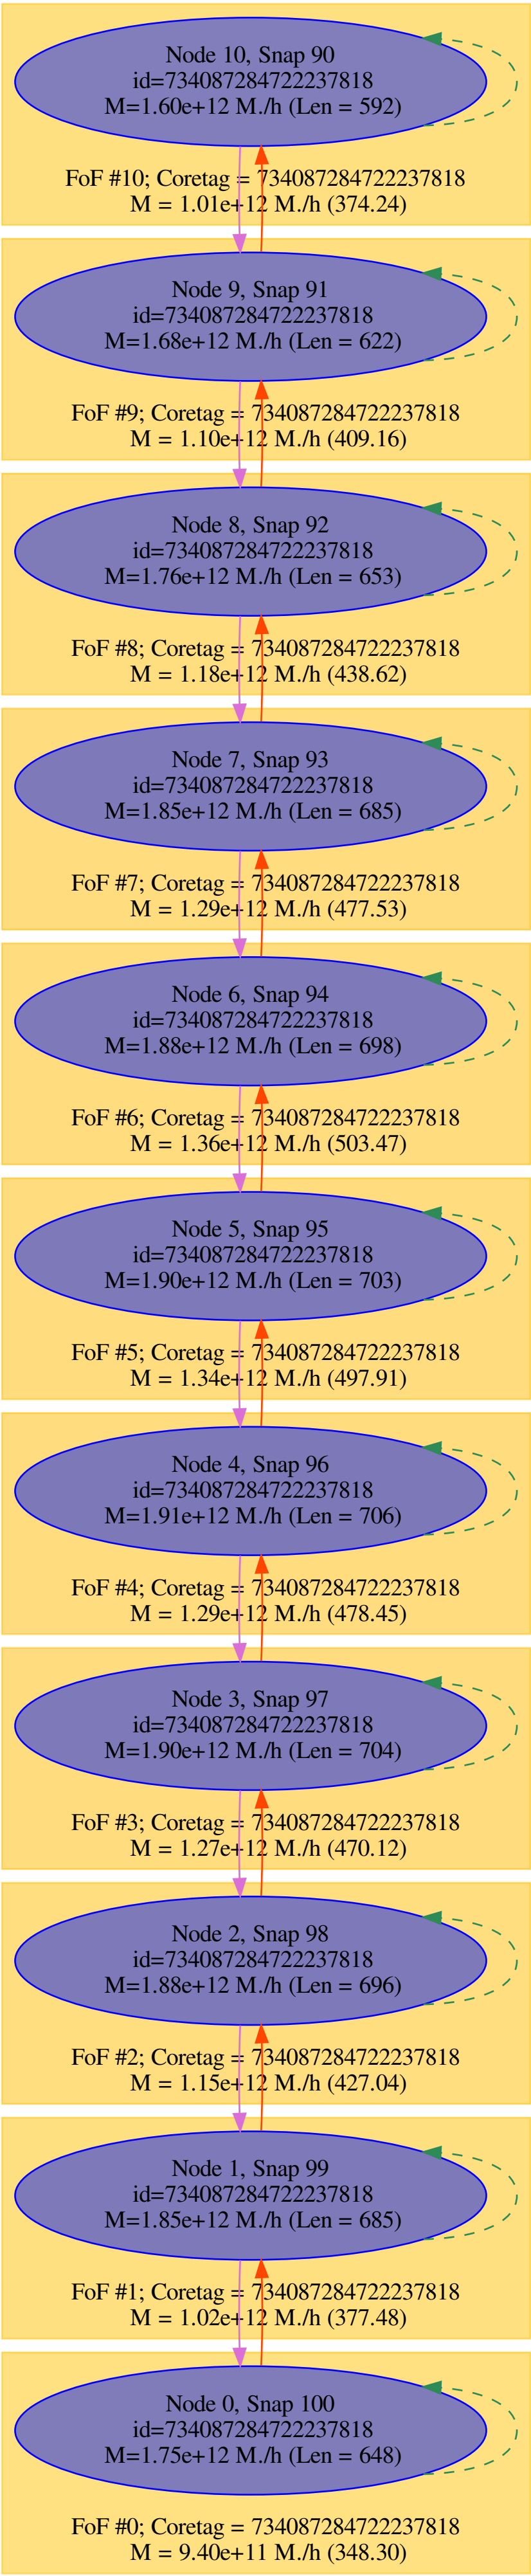 Node 10, Snap 90
id=734087284722237818
M=1.60e+12 M./h (Len = 592)
FoF #10; Coretag = 734087284722237818
M = 1.01e+12 M./h (374.24)
Node 9, Snap 91
id=734087284722237818
M=1.68e+12 M./h (Len = 622)
FoF #9; Coretag = 734087284722237818
M = 1.10e+12 M./h (409.16)
Node 8, Snap 92
id=734087284722237818
M=1.76e+12 M./h (Len = 653)
FoF #8; Coretag = 734087284722237818
M = 1.18e+12 M./h (438.62)
Node 7, Snap 93
id=734087284722237818
M=1.85e+12 M./h (Len = 685)
FoF #7; Coretag = 734087284722237818
M = 1.29e+12 M./h (477.53)
Node 6, Snap 94
id=734087284722237818
M=1.88e+12 M./h (Len = 698)
FoF #6; Coretag = 734087284722237818
M = 1.36e+12 M./h (503.47)
Node 5, Snap 95
id=734087284722237818
M=1.90e+12 M./h (Len = 703)
FoF #5; Coretag = 734087284722237818
M = 1.34e+12 M./h (497.91)
Node 4, Snap 96
id=734087284722237818
M=1.91e+12 M./h (Len = 706)
FoF #4; Coretag = 734087284722237818
M = 1.29e+12 M./h (478.45)
Node 3, Snap 97
id=734087284722237818
M=1.90e+12 M./h (Len = 704)
FoF #3; Coretag = 734087284722237818
M = 1.27e+12 M./h (470.12)
Node 2, Snap 98
id=734087284722237818
M=1.88e+12 M./h (Len = 696)
FoF #2; Coretag = 734087284722237818
M = 1.15e+12 M./h (427.04)
Node 1, Snap 99
id=734087284722237818
M=1.85e+12 M./h (Len = 685)
FoF #1; Coretag = 734087284722237818
M = 1.02e+12 M./h (377.48)
Node 0, Snap 100
id=734087284722237818
M=1.75e+12 M./h (Len = 648)
FoF #0; Coretag = 734087284722237818
M = 9.40e+11 M./h (348.30)